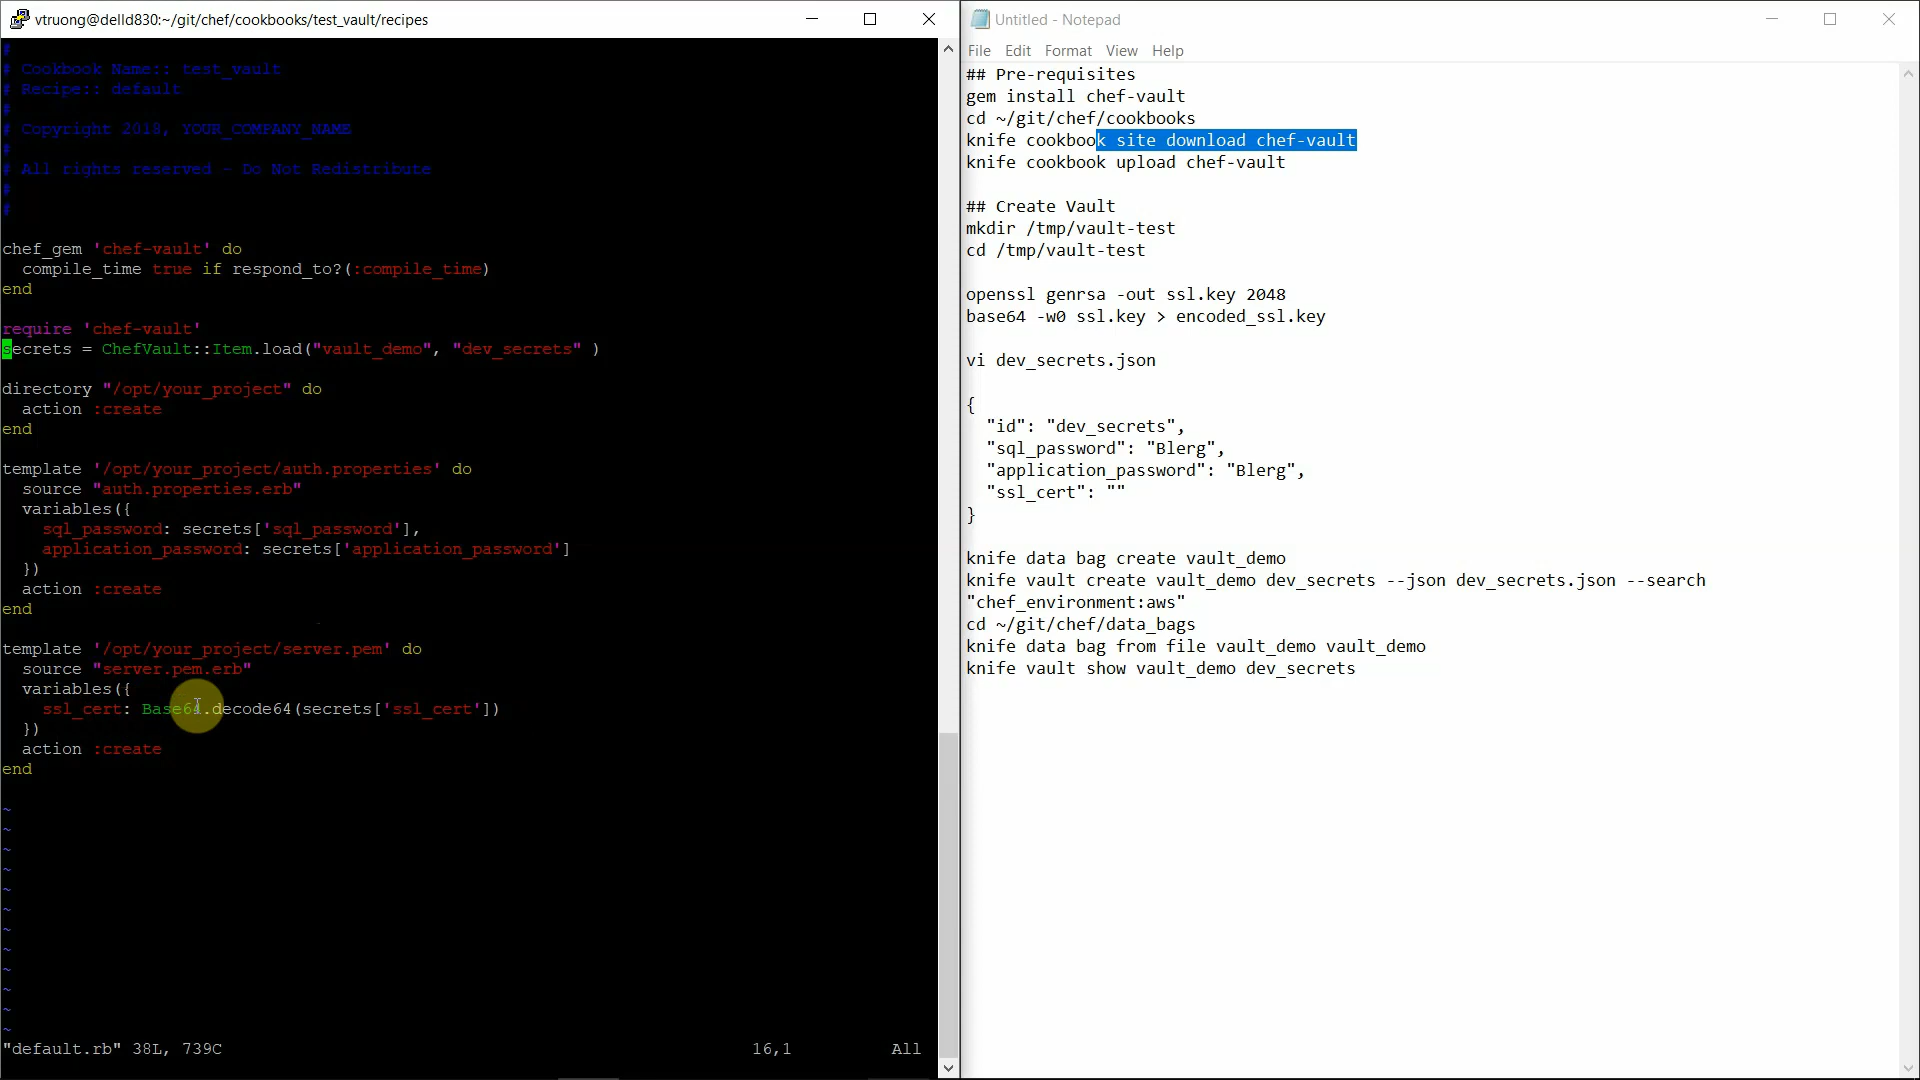 vtruong@delld830:~/git/chef/cookbooks/test_vault/recipes
#
# Cookbook Name:: test_vault
# Recipe:: default
#
# Copyright 2018, YOUR_COMPANY_NAME
#
# All rights reserved - Do Not Redistribute
#
#
chef_gem 'chef-vault' do
  compile_time true if respond_to?(:compile_time)
end
require 'chef-vault'
secrets = ChefVault::Item.load("vault_demo", "dev_secrets" )
directory "/opt/your_project" do
  action :create
end
template '/opt/your_project/auth.properties' do
  source "auth.properties.erb"
  variables({
    sql_password: secrets['sql_password'],
    application_password: secrets['application_password']
  })
  action :create
end
template '/opt/your_project/server.pem' do
  source "server.pem.erb"
  variables({
    ssl_cert: Base64.decode64(secrets['ssl_cert'])
  })
  action :create
end
~
~
~
~
~
~
~
~
~
~
~
~
"default.rb" 38L, 739C 16,1 All
Untitled - Notepad
File Edit Format View Help
## Pre-requisites
gem install chef-vault
cd ~/git/chef/cookbooks
knife cookbook site download chef-vault
knife cookbook upload chef-vault
## Create Vault
mkdir /tmp/vault-test
cd /tmp/vault-test
openssl genrsa -out ssl.key 2048
base64 -w0 ssl.key > encoded_ssl.key
vi dev_secrets.json
{
  "id": "dev_secrets",
  "sql_password": "Blerg",
  "application_password": "Blerg",
  "ssl_cert": ""
}
knife data bag create vault_demo
knife vault create vault_demo dev_secrets --json dev_secrets.json --search
"chef_environment:aws"
cd ~/git/chef/data_bags
knife data bag from file vault_demo vault_demo
knife vault show vault_demo dev_secrets